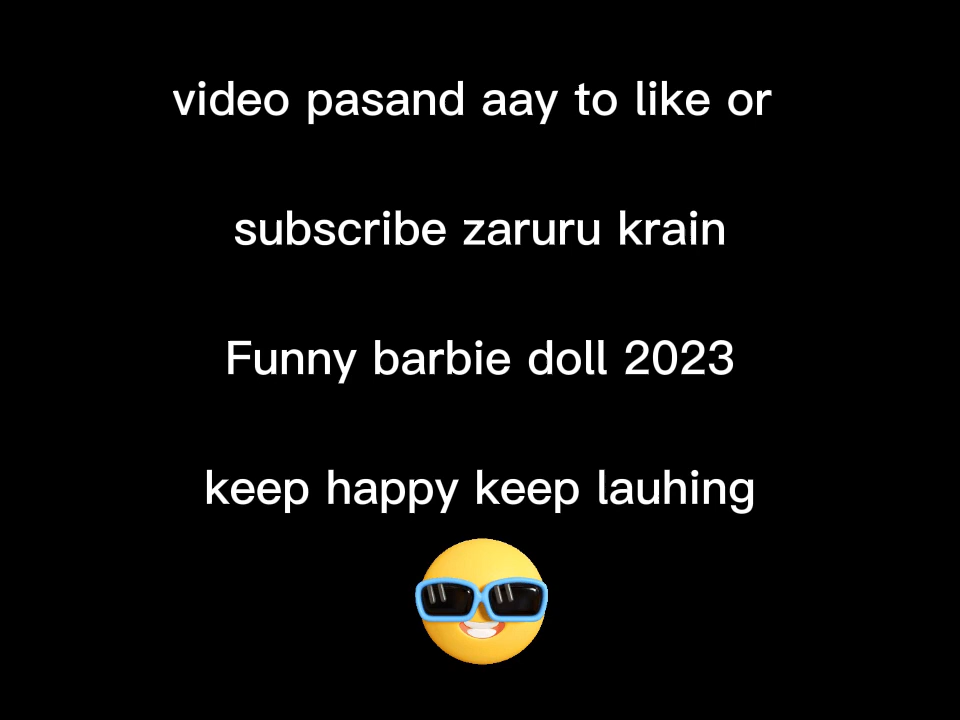 video pasand aay to like or
subscribe zaruru krain
Funny barbie doll 2023
keep happy keep lauhing